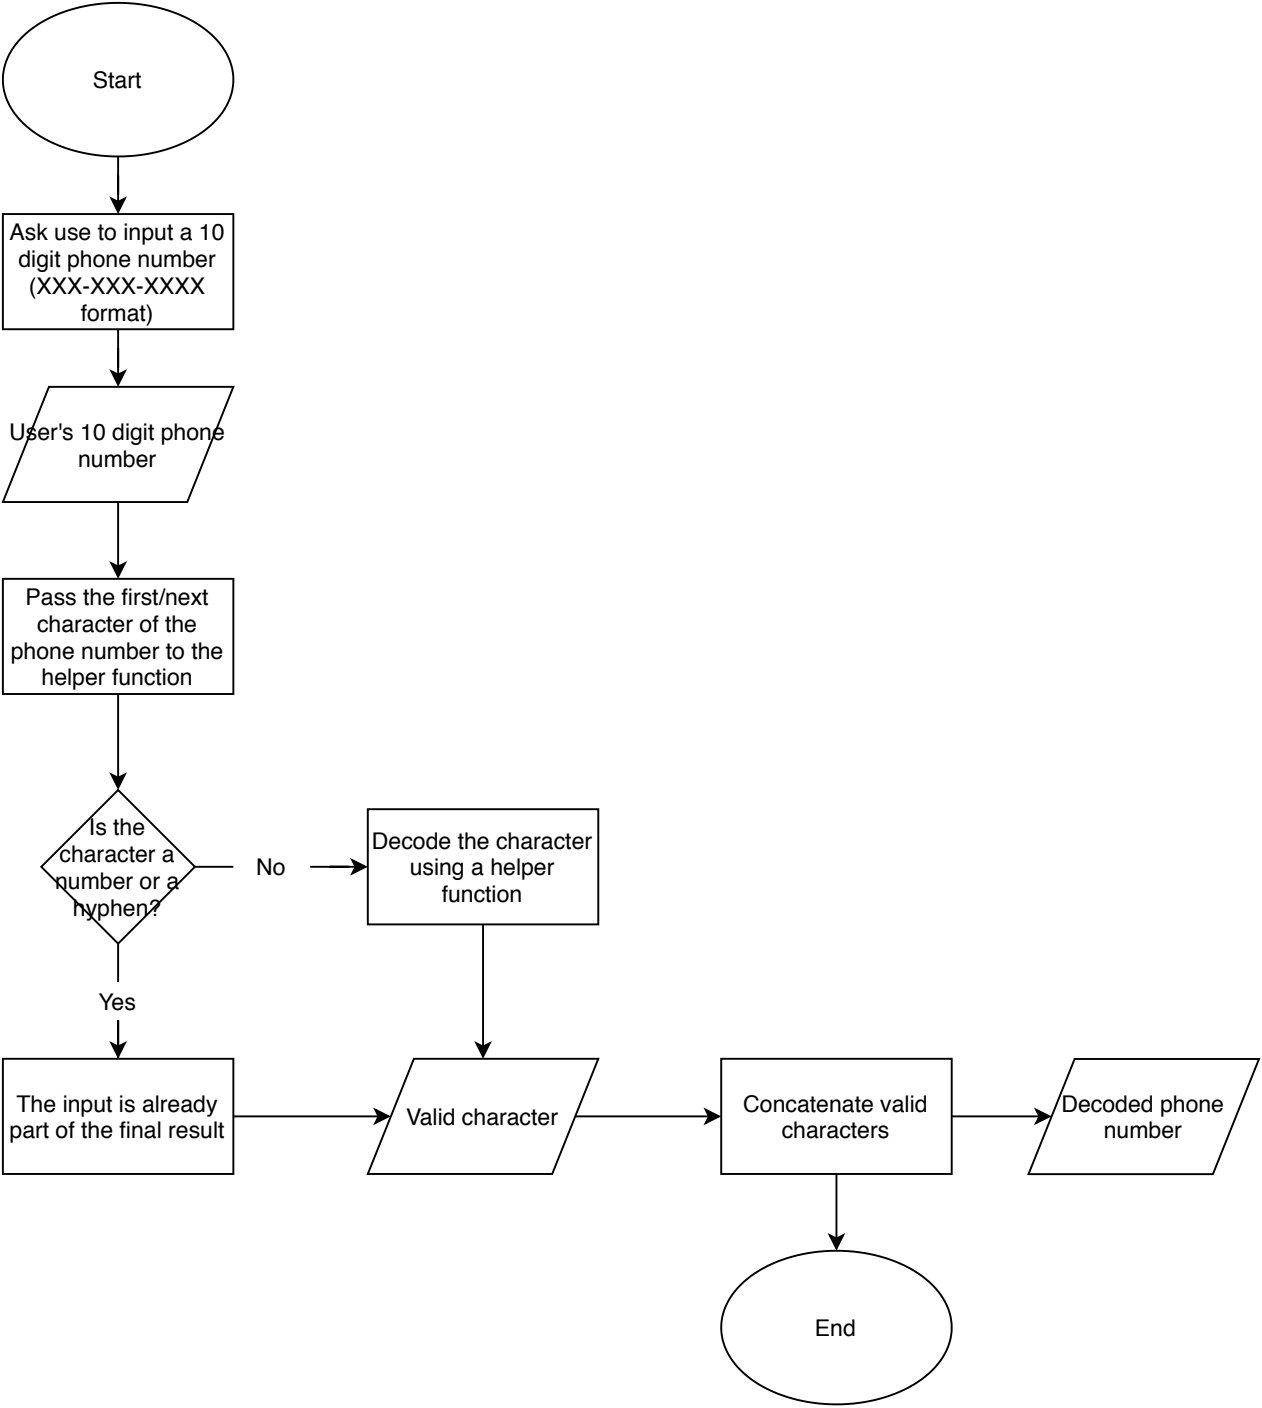 Start
Ask use to input a 10
digit phone number
(XXX-XXX-XXXX
format)
User's 10 digit phone
number
Pass the first/next
character of the
phone number to the
helper function
Is the
character a
number or a
hyphen?
No
Decode the character
using a helper
function
Yes
The input is already
part of the final result
Valid character
Concatenate valid
characters
Decoded phone
number
End